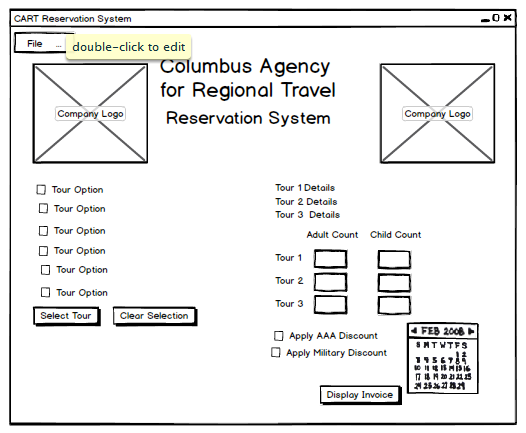 CART Reservation System
File ...
double-click to edit
Columbus Agency
for Regional Travel
Reservation System
Company Logo
Company Logo
Tour Option
Tour Option
Tour Option
Tour Option
Tour Option
Tour Option
Select Tour
Clear Selection
Tour 1 Details
Tour 2 Details
Tour 3 Details
Adult Count Child Count
Tour 1
Tour 2
Tour 3
Apply AAA Discount
Apply Military Discount
FEB 2008
S M T W T F S
1 2
3 4 5 6 7 8 9
10 11 12 13 14 15 16
17 18 19 20 21 22 23
24 25 26 27 28 29
Display Invoice